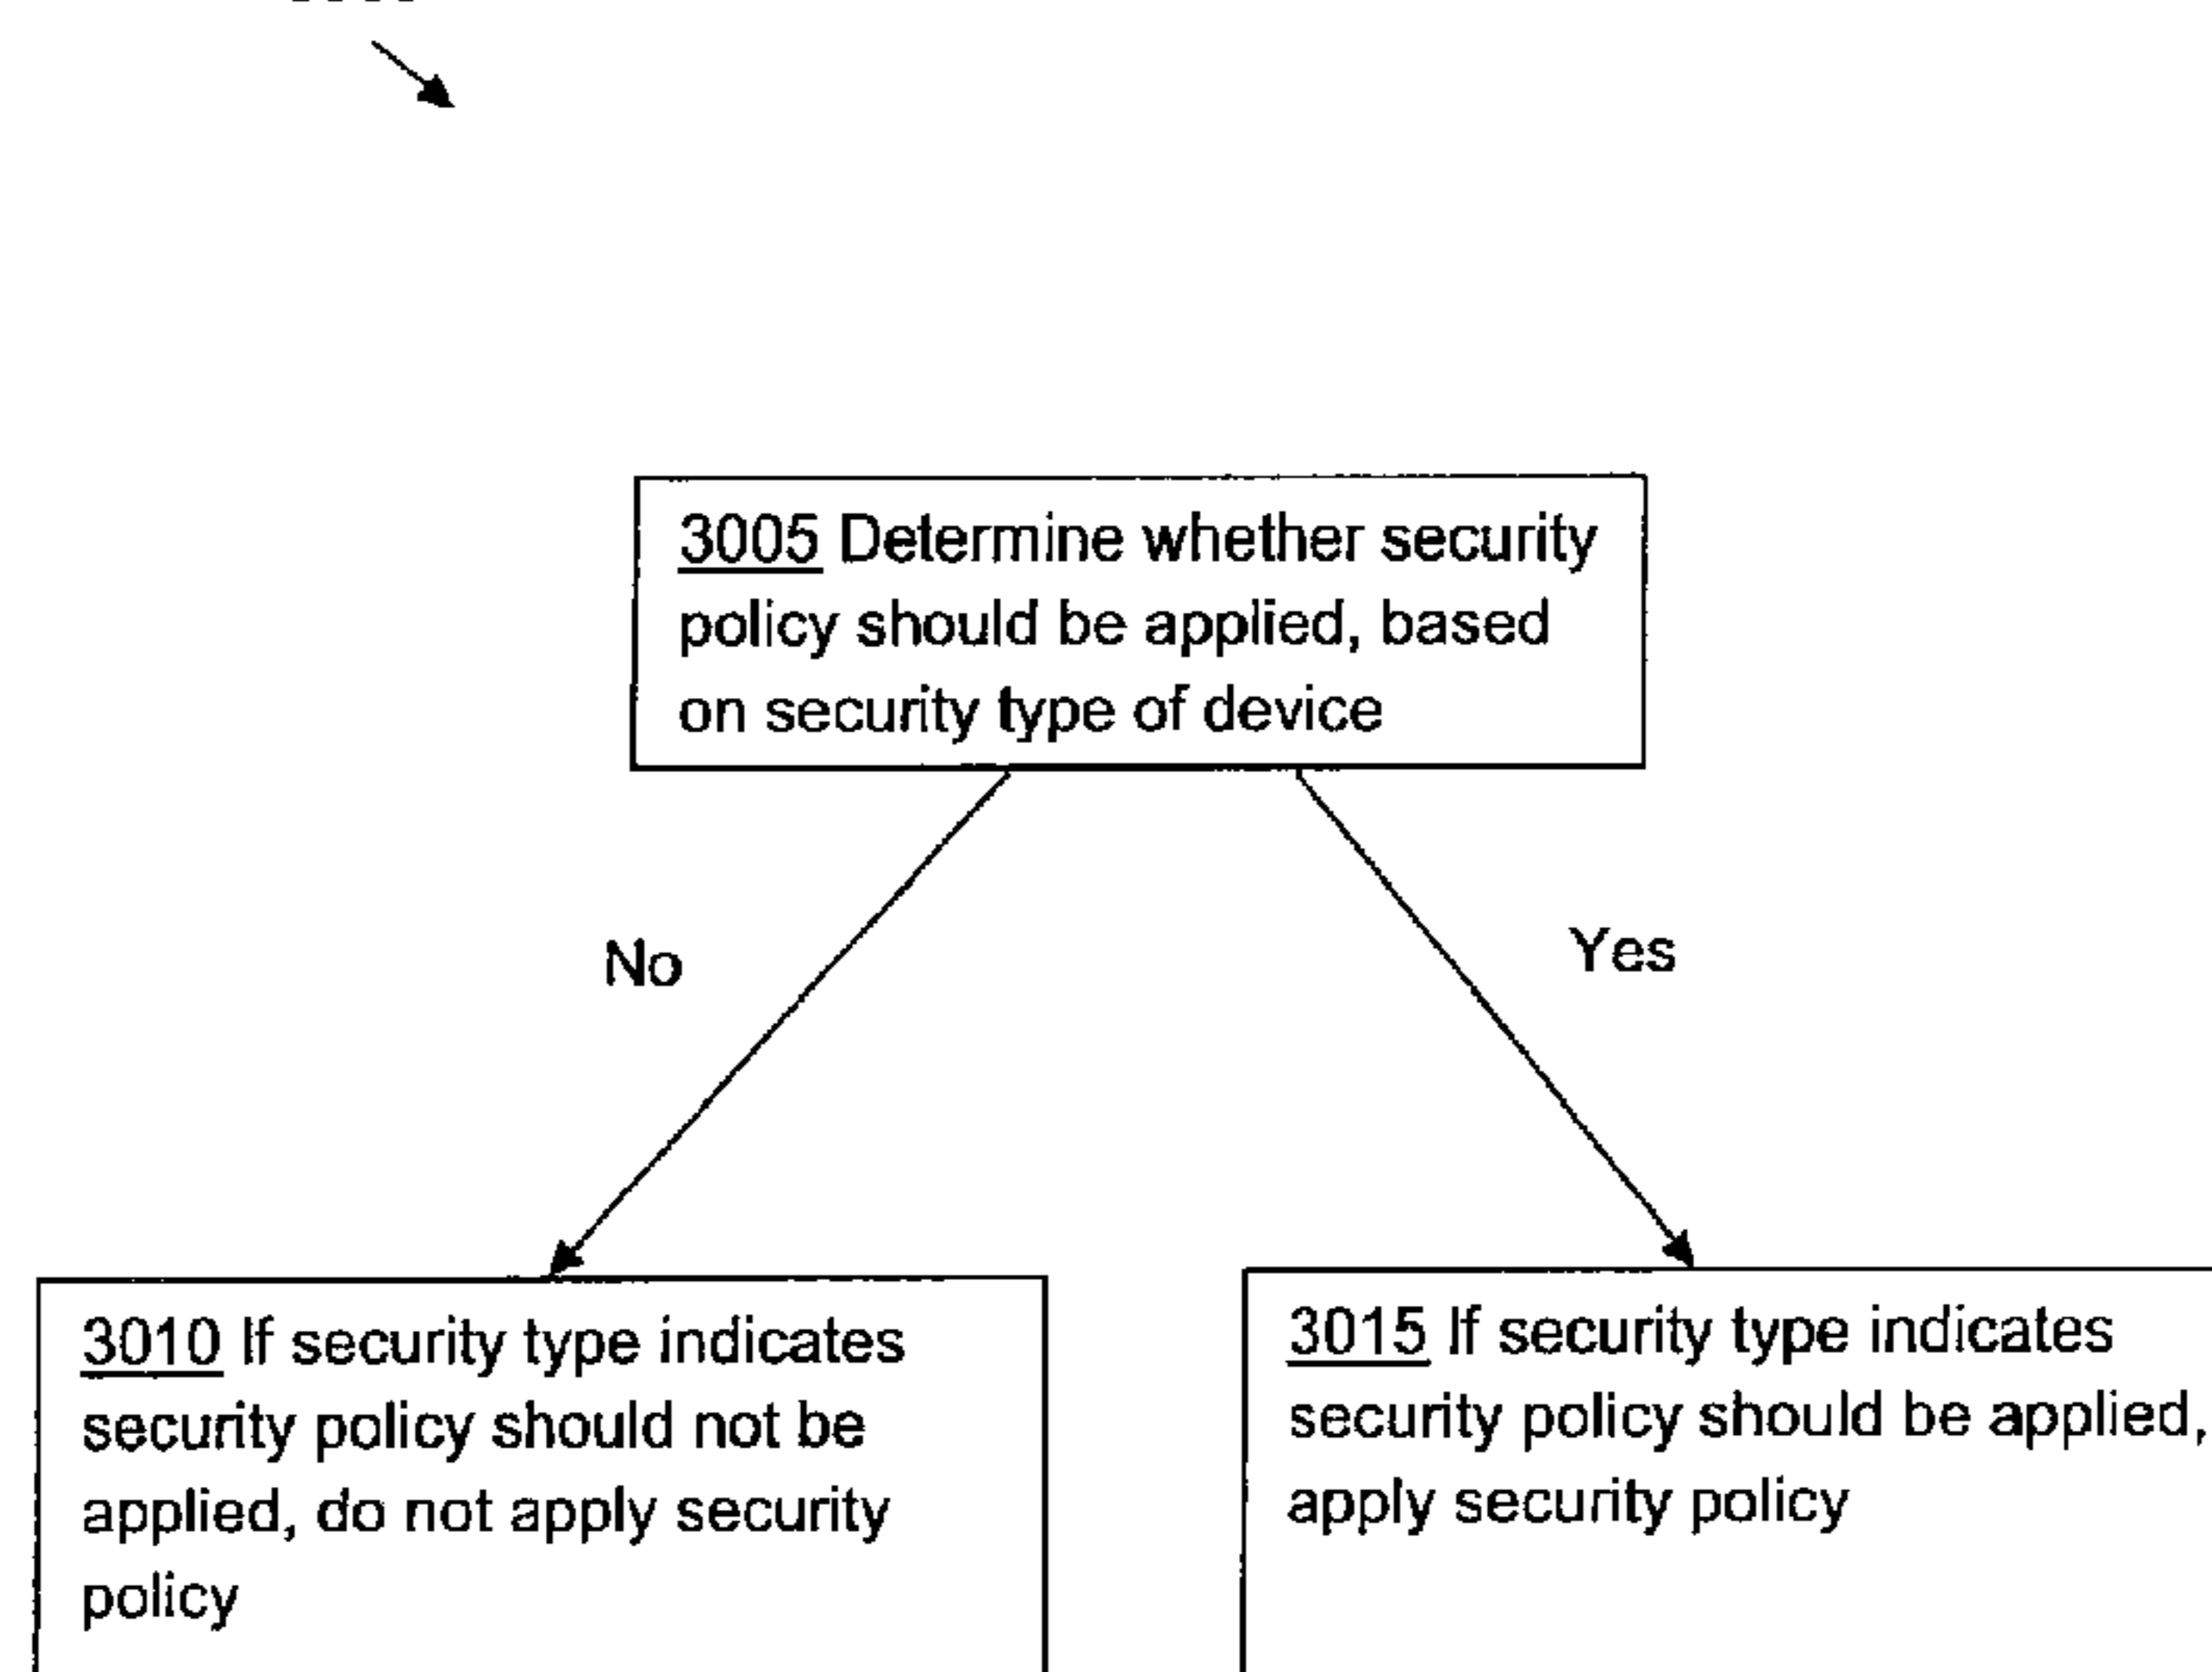 3005 Determine whether security
policy should be applied, based
on security type of device
No
Yes
3010 If security type indicates
security policy should not be
applied, do not apply security
policy
3015 If security type indicates
security policy should be applied,
apply security policy